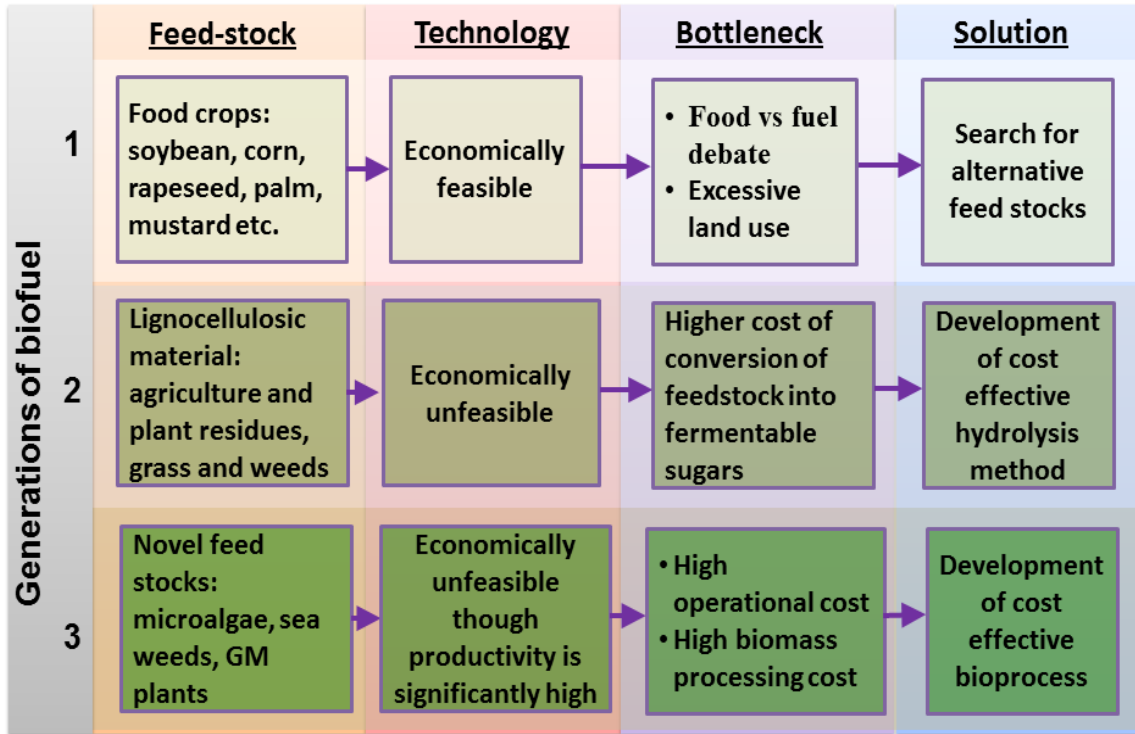 Feed-stock
Technology
Bottleneck
Solution
Generations of biofuel
1
Food crops:
soybean, corn,
rapeseed, palm,
mustard etc.
Economically
feasible
• Food vs fuel
debate
• Excessive
land use
Search for
alternative
feed stocks
2
Lignocellulosic
material:
agriculture and
plant residues,
grass and weeds
Economically
unfeasible
Higher cost of
conversion of
feedstock into
fermentable
sugars
Development
of cost
effective
hydrolysis
method
3
Novel feed
stocks:
microalgae, sea
weeds, GM
plants
Economically
unfeasible
though
productivity is
significantly high
• High
operational cost
• High biomass
processing cost
Development
of cost
effective
bioprocess